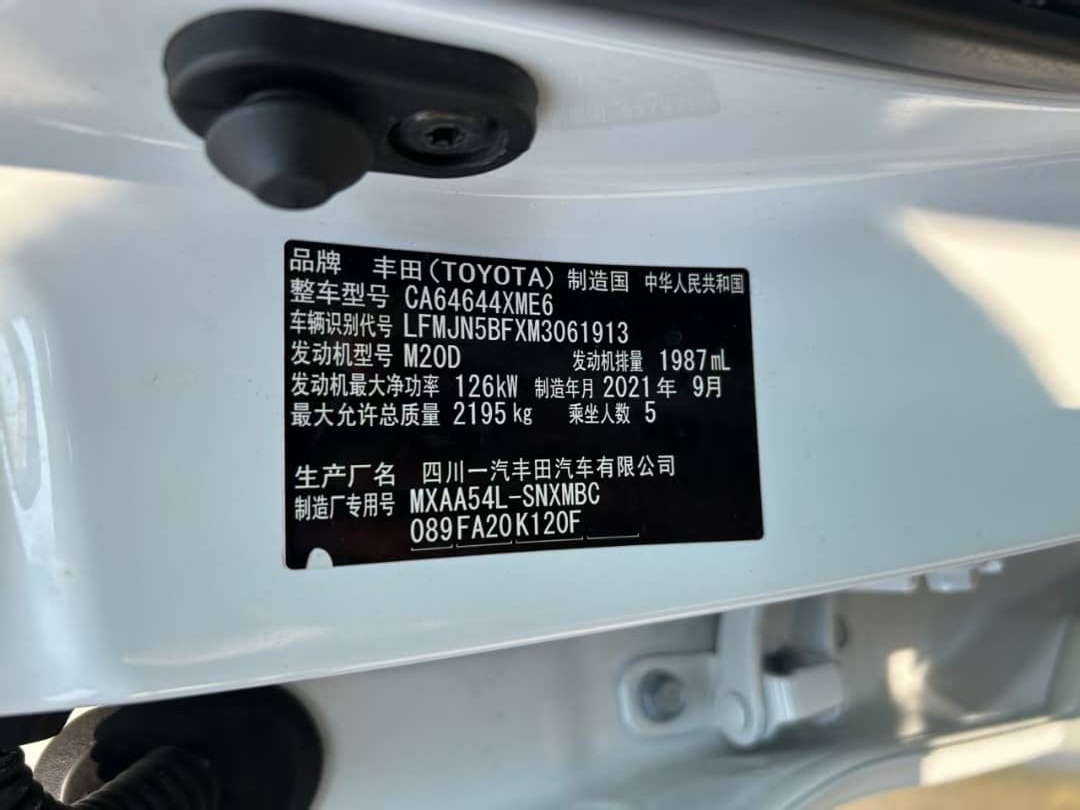 品牌 丰田(TOYOTA) 制造国 中华人民共和国
整车型号 CA64644XME6
车辆识别代号 LFMJN5BFXM3061913
发动机型号 M20D 发动机排量 1987mL
发动机最大净功率 126kW 制造年月 2021年 9月
最大允许总质量 2195kg 乘坐人数 5
生产厂名 四川一汽丰田汽车有限公司
制造厂专用号 MXAA54L-SNXMBC
089FA20K120F